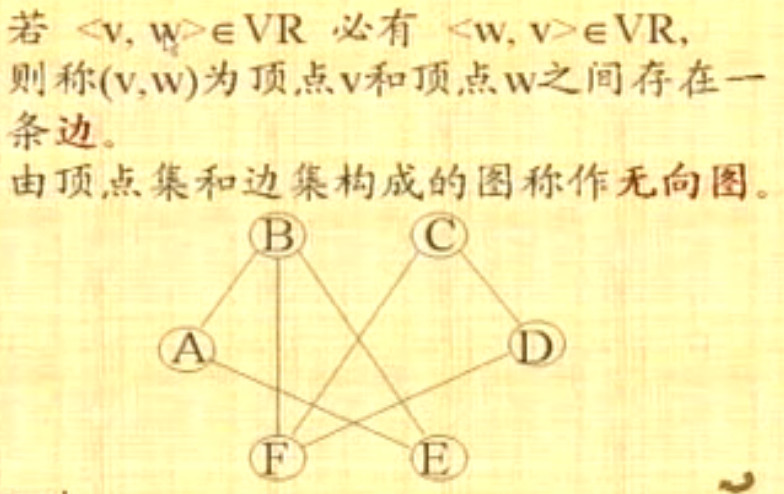 若 <v, w>∈VR 必有 <w, v>∈VR,
则称(v,w)为顶点v和顶点w之间存在一
条边。
由顶点集和边集构成的图称作无向图。
B C
A D
F E